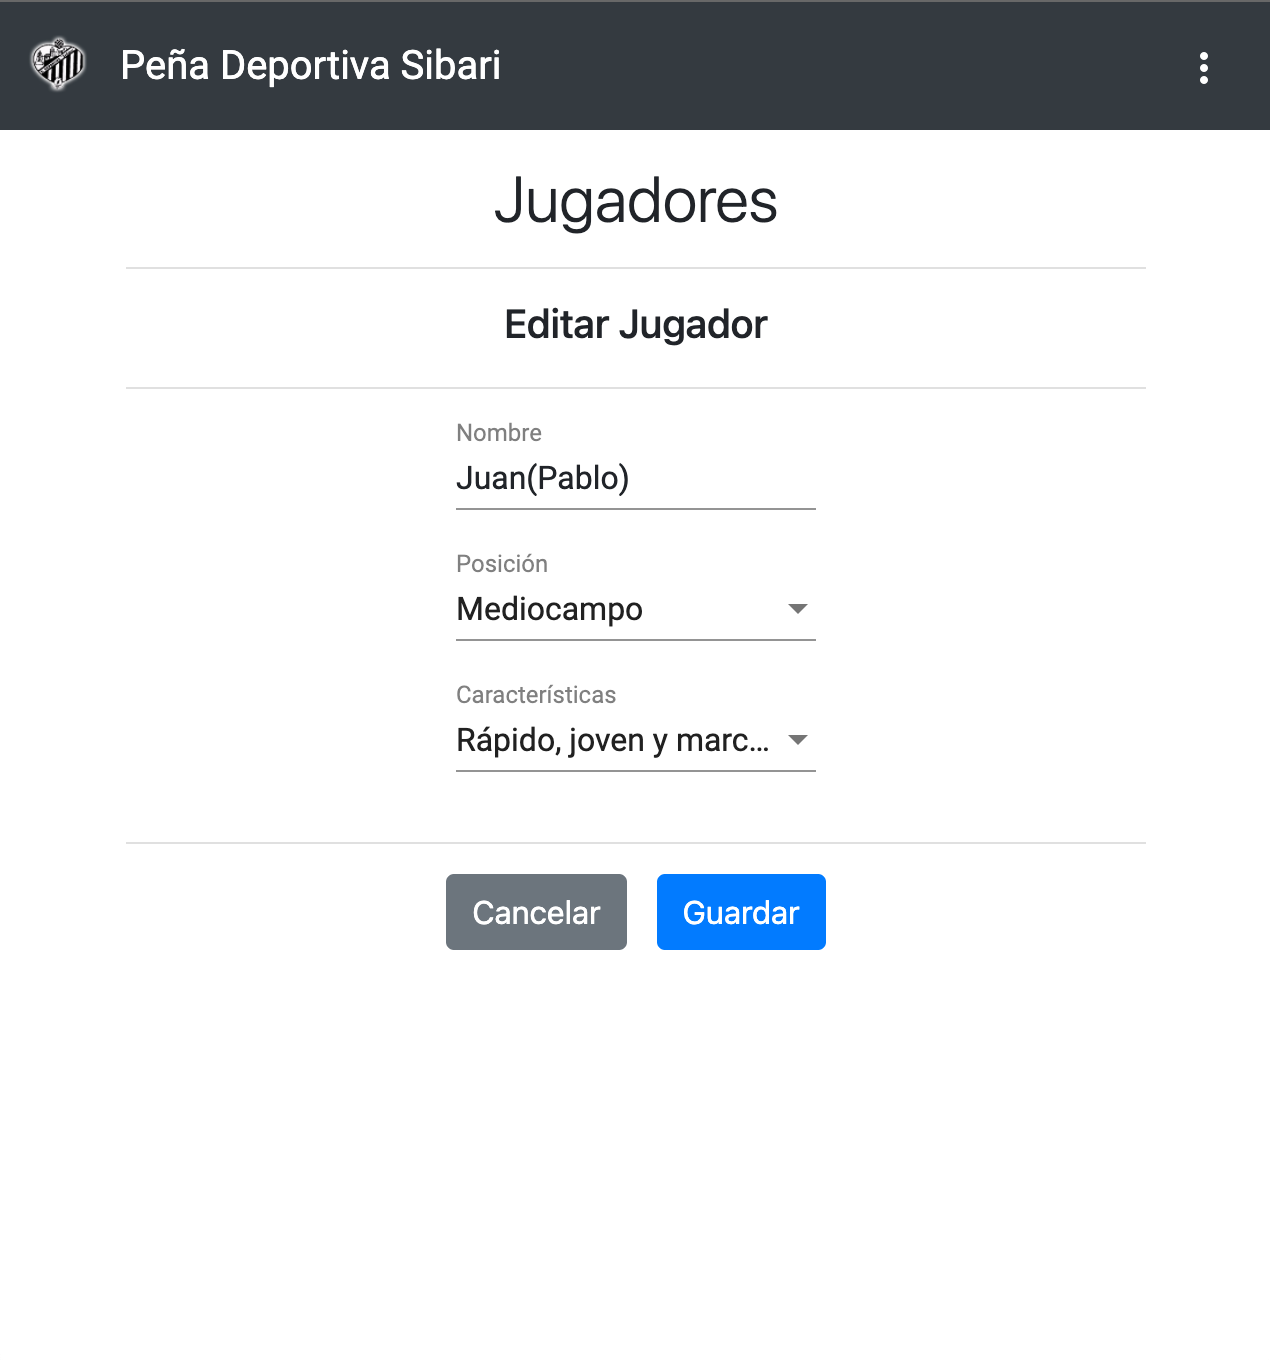 Peña Deportiva Sibari
Jugadores
Editar Jugador
Nombre
Juan(Pablo)
Posición
Mediocampo
Características
Rápido, joven y marc...
Cancelar
Guardar